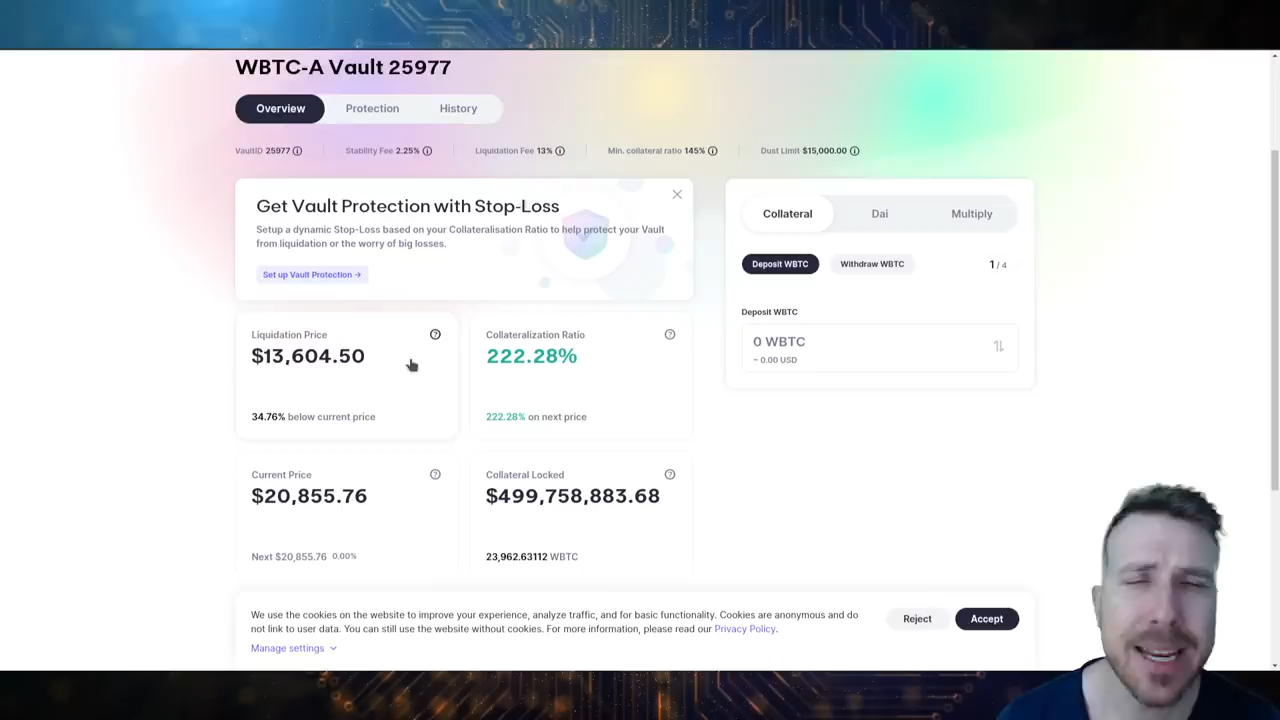 WBTC-A Vault 25977
Overview
Protection
History
VaultID 25977
Stability Fee 2.25%
Liquidation Fee 13%
Min. collateral ratio 145%
Dust Limit $15,000.00
Get Vault Protection with Stop-Loss
Setup a dynamic Stop-Loss based on your Collateralisation Ratio to help protect your Vault
from liquidation or the worry of big losses.
Set up Vault Protection →
Collateral
Dai
Multiply
Deposit WBTC
Withdraw WBTC
1 / 4
Deposit WBTC
0 WBTC
~ 0.00 USD
Liquidation Price
$13,604.50
34.76% below current price
Collateralization Ratio
222.28%
222.28% on next price
Current Price
$20,855.76
Next $20,855.76 0.00%
Collateral Locked
$499,758,883.68
23,962.63112 WBTC
We use the cookies on the website to improve your experience, analyze traffic, and for basic functionality. Cookies are anonymous and do
not link to user data. You can still use the website without cookies. For more information, please read our Privacy Policy.
Manage settings
Reject
Accept